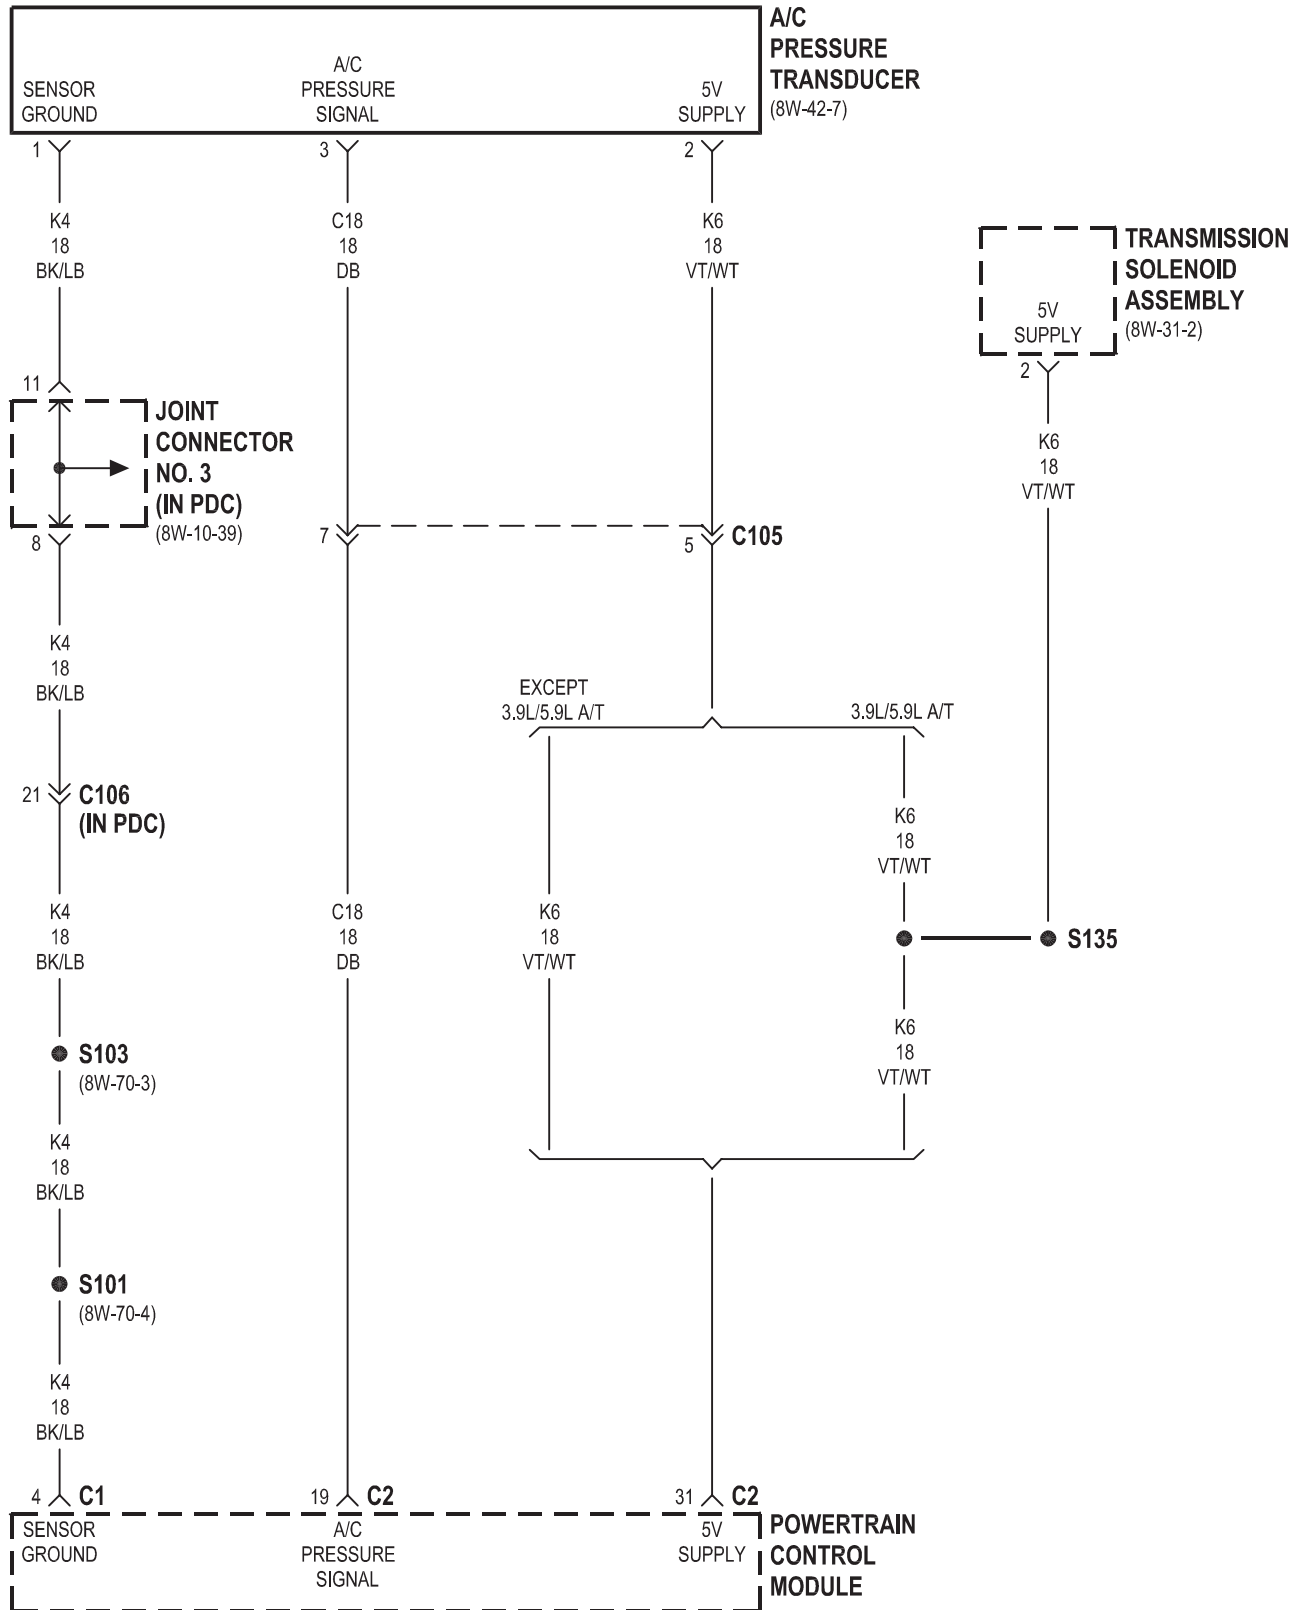 A/C
PRESSURE
TRANSDUCER
(8W-42-7)
SENSOR
GROUND
A/C
PRESSURE
SIGNAL
5V
SUPPLY
1
3
2
K4
18
BK/LB
C18
18
DB
K6
18
VT/WT
TRANSMISSION
SOLENOID
ASSEMBLY
(8W-31-2)
5V
SUPPLY
2
K6
18
VT/WT
11
JOINT
CONNECTOR
NO. 3
(IN PDC)
(8W-10-39)
8
7
5
C105
K4
18
BK/LB
EXCEPT
3.9L/5.9L A/T
3.9L/5.9L A/T
21
C106
(IN PDC)
K6
18
VT/WT
K4
18
BK/LB
C18
18
DB
K6
18
VT/WT
S135
K6
18
VT/WT
S103
(8W-70-3)
K4
18
BK/LB
S101
(8W-70-4)
K4
18
BK/LB
4
C1
19
C2
31
C2
SENSOR
GROUND
A/C
PRESSURE
SIGNAL
5V
SUPPLY
POWERTRAIN
CONTROL
MODULE